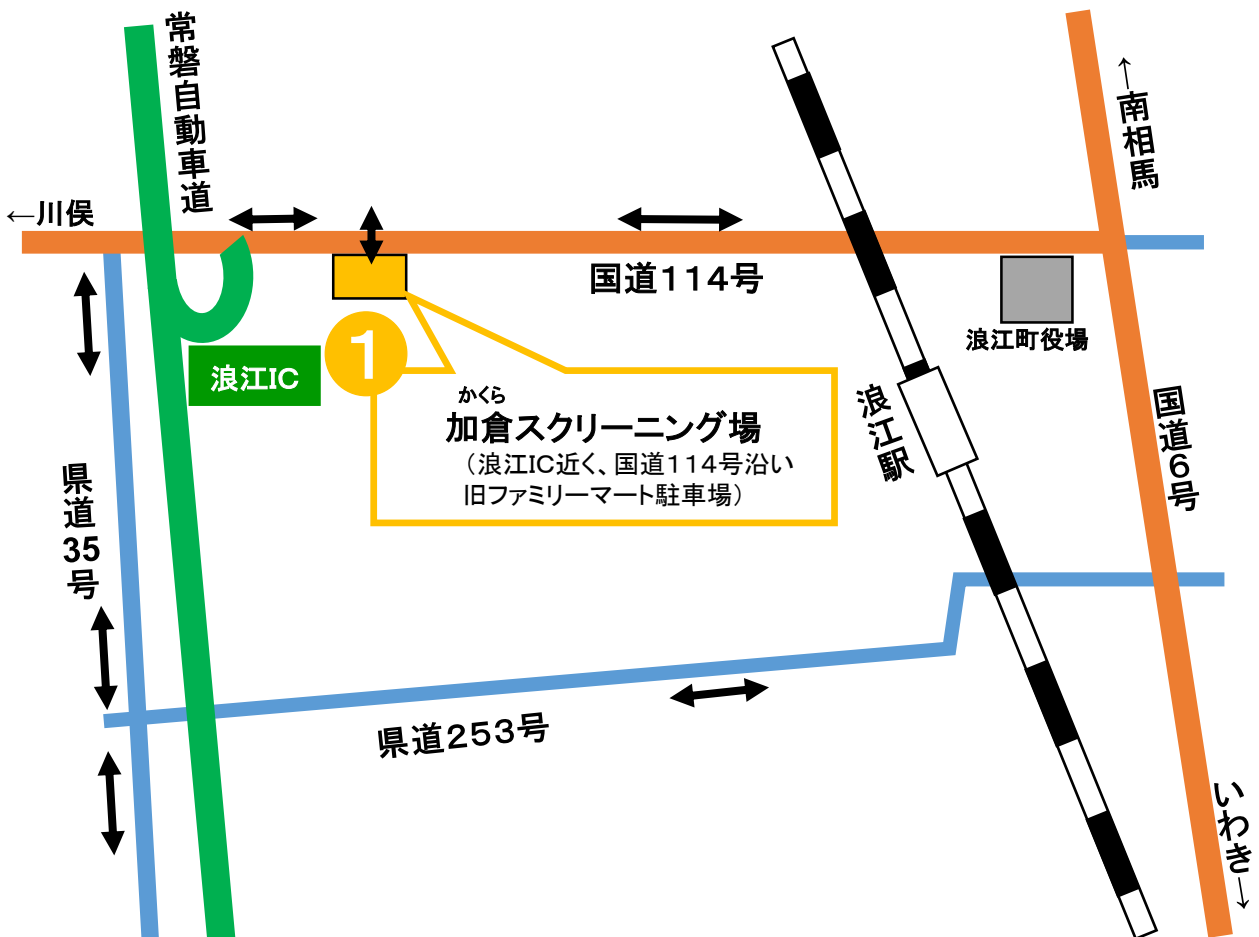 常磐自動車道
←南相馬
←川俣
国道114号
浪江町役場
浪江IC
1
かくら
加倉スクリーニング場
（浪江IC近く、国道114号沿い
旧ファミリーマート駐車場）
浪江駅
国道6号
県道
35
号
県道253号
いわき→